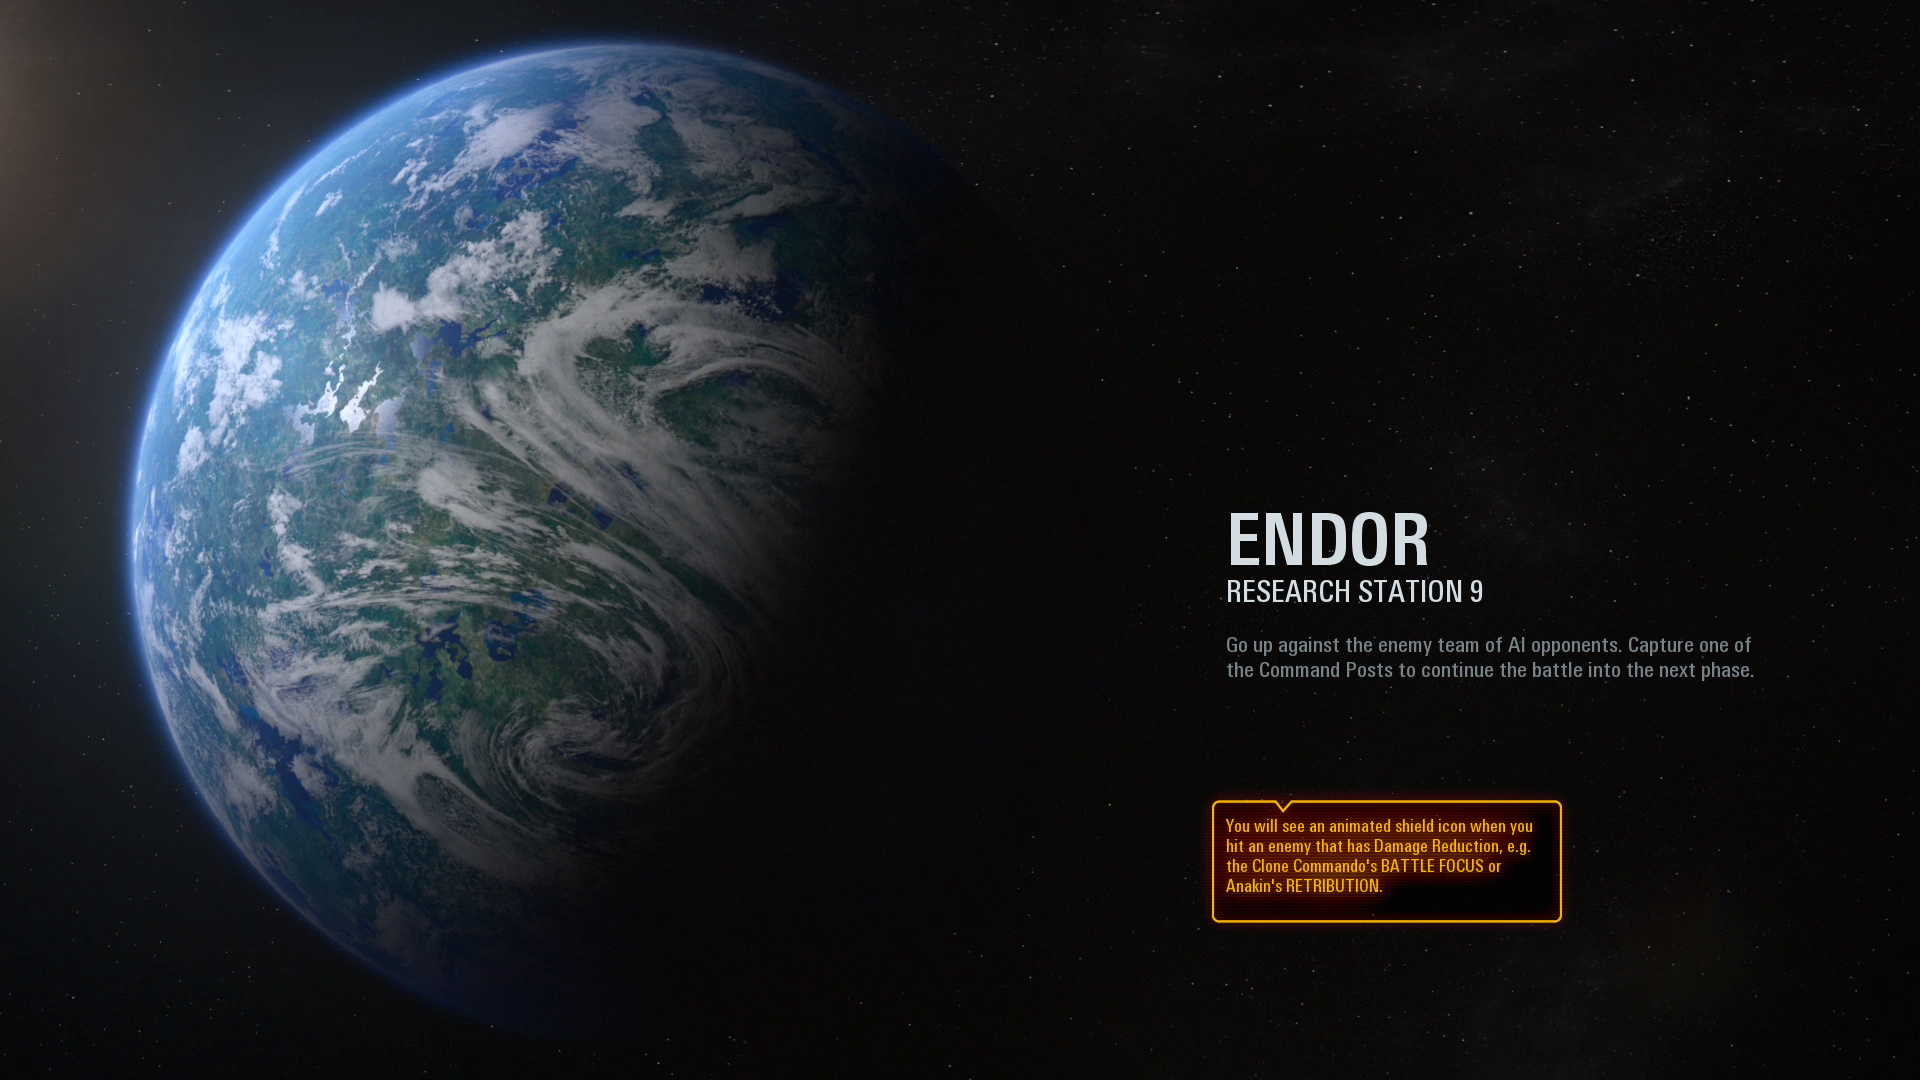 ENDOR
RESEARCH STATION 9
Go up against the enemy team of AI opponents. Capture one of
the Command Posts to continue the battle into the next phase.
You will see an animated shield icon when you
hit an enemy that has Damage Reduction, e.g.
the Clone Commando's BATTLE FOCUS or
Anakin's RETRIBUTION.